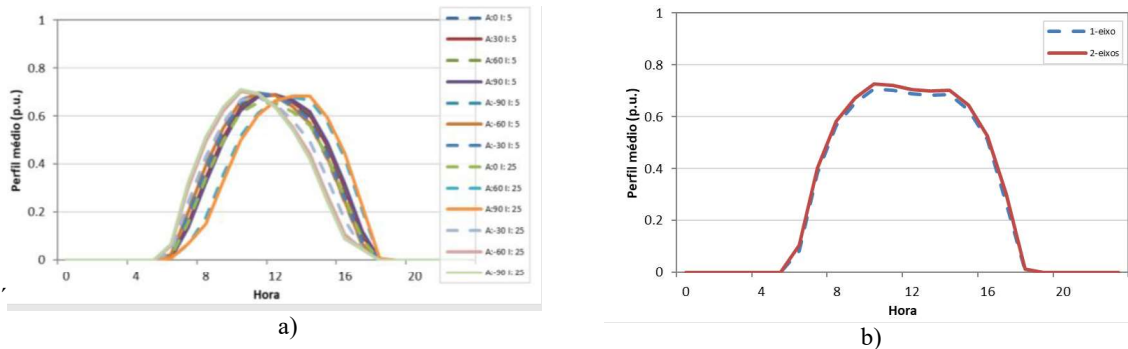 1
0.8
0.6
0.4
0.2
0
Perfil médio (p.u.)
0 4 8 12 16 20
Hora
A:0 I: 5
A:30 I: 5
A:60 I: 5
A:90 I: 5
A:-90 I: 5
A:-60 I: 5
A:-30 I: 5
A:0 I: 25
A:60 I: 25
A:90 I: 25
A:-30 I: 25
A:-60 I: 25
A:-90 I: 25
a)
1
0.8
0.6
0.4
0.2
0
Perfil médio (p.u.)
0 4 8 12 16 20
Hora
1-eixo
2-eixos
b)